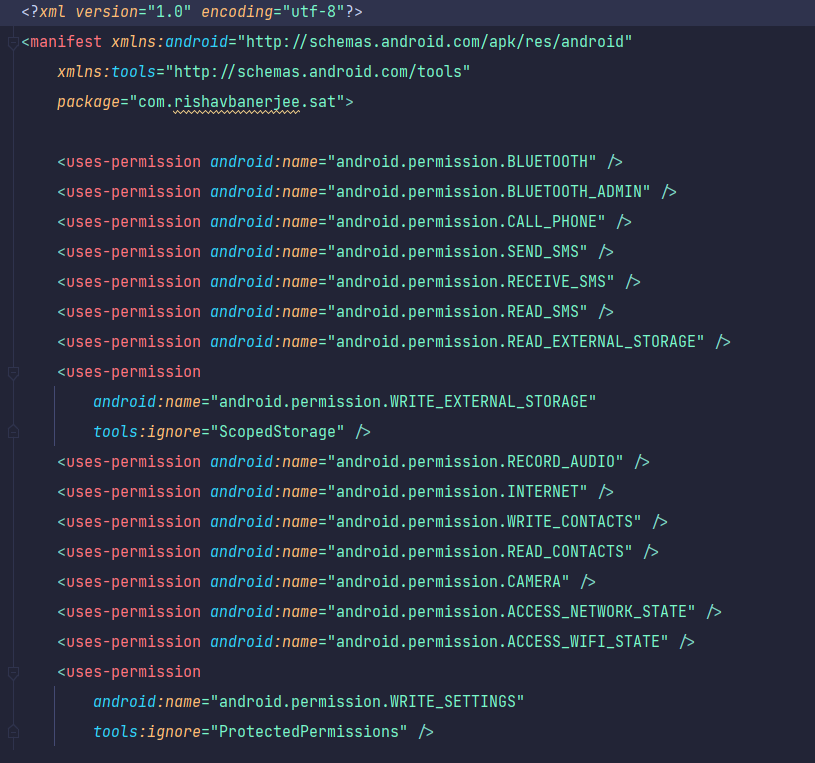 <?xml version="1.0" encoding="utf-8"?>
<manifest xmlns:android="http://schemas.android.com/apk/res/android"
xmlns:tools="http://schemas.android.com/tools"
package="com.rishavbanerjee.sat">
<uses-permission android:name="android.permission.BLUETOOTH" />
<uses-permission android:name="android.permission.BLUETOOTH_ADMIN" />
<uses-permission android:name="android.permission.CALL_PHONE" />
<uses-permission android:name="android.permission.SEND_SMS" />
<uses-permission android:name="android.permission.RECEIVE_SMS" />
<uses-permission android:name="android.permission.READ_SMS" />
<uses-permission android:name="android.permission.READ_EXTERNAL_STORAGE" />
<uses-permission
android:name="android.permission.WRITE_EXTERNAL_STORAGE"
tools:ignore="ScopedStorage" />
<uses-permission android:name="android.permission.RECORD_AUDIO" />
<uses-permission android:name="android.permission.INTERNET" />
<uses-permission android:name="android.permission.WRITE_CONTACTS" />
<uses-permission android:name="android.permission.READ_CONTACTS" />
<uses-permission android:name="android.permission.CAMERA" />
<uses-permission android:name="android.permission.ACCESS_NETWORK_STATE" />
<uses-permission android:name="android.permission.ACCESS_WIFI_STATE" />
<uses-permission
android:name="android.permission.WRITE_SETTINGS"
tools:ignore="ProtectedPermissions" />